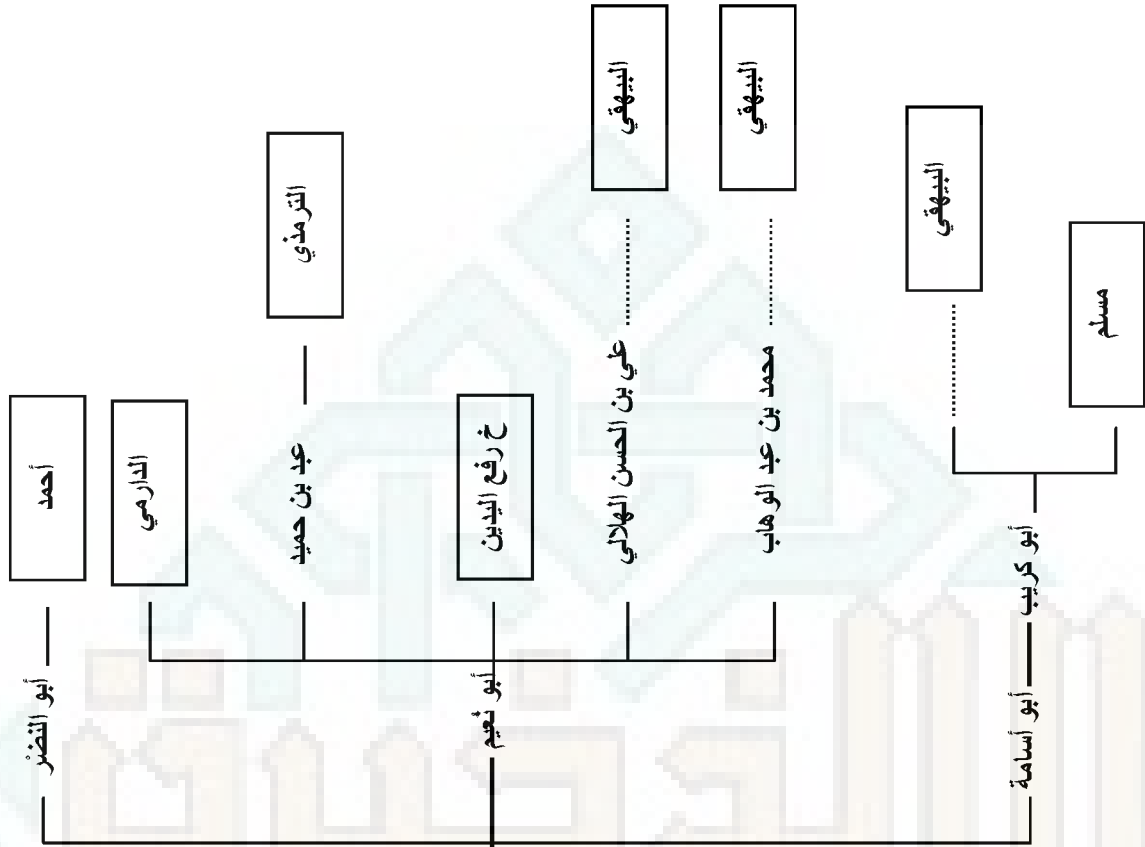 أحمد
أبو النضر
الدارمي
الترمذي
عبد بن حميد
خ رفع اليدين
أبو نعيم
البيهقي
علي بن الحسن الهلالي
البيهقي
محمد بن عبد الوهاب
البيهقي
مسلم
أبو كريب
أبو أسامة